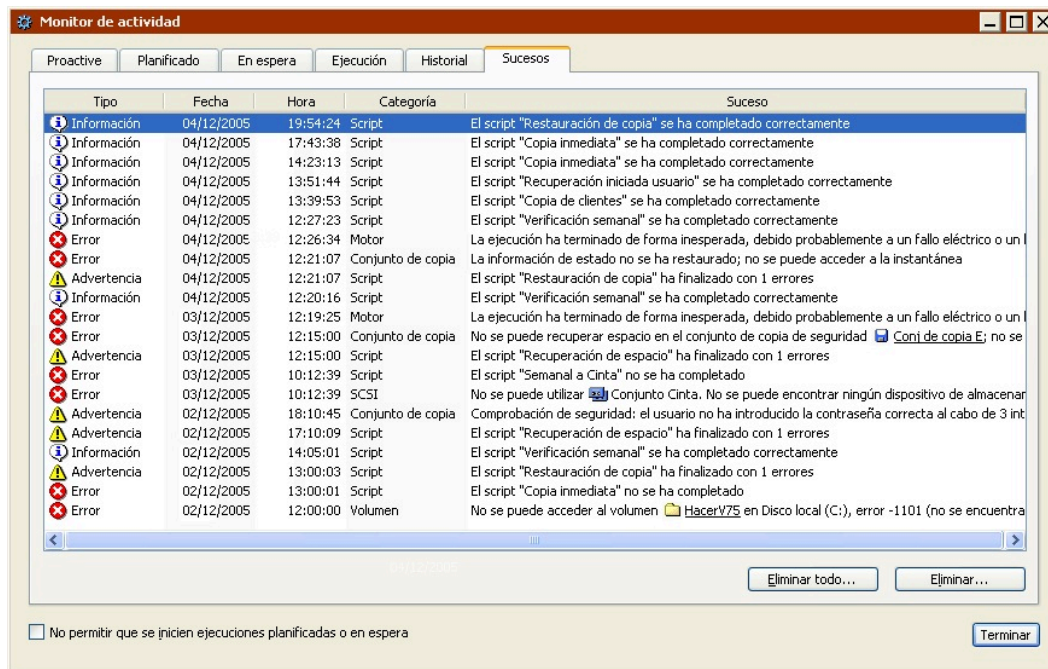 Monitor de actividad
Proactive Planificado En espera Ejecución Historial Sucesos
Tipo Fecha Hora Categoría Suceso
Información 04/12/2005 19:54:24 Script El script "Restauración de copia" se ha completado correctamente
Información 04/12/2005 17:43:38 Script El script "Copia inmediata" se ha completado correctamente
Información 04/12/2005 14:23:13 Script El script "Copia inmediata" se ha completado correctamente
Información 04/12/2005 13:51:44 Script El script "Recuperación iniciada usuario" se ha completado correctamente
Información 04/12/2005 13:39:53 Script El script "Copia de clientes" se ha completado correctamente
Información 04/12/2005 12:27:23 Script El script "Verificación semanal" se ha completado correctamente
Error 04/12/2005 12:26:34 Motor La ejecución ha terminado de forma inesperada, debido probablemente a un fallo eléctrico o un
Error 04/12/2005 12:21:07 Conjunto de copia La información de estado no se ha restaurado; no se puede acceder a la instantánea
Advertencia 04/12/2005 12:21:07 Script El script "Restauración de copia" ha finalizado con 1 errores
Información 04/12/2005 12:20:16 Script El script "Verificación semanal" se ha completado correctamente
Error 03/12/2005 12:19:25 Motor La ejecución ha terminado de forma inesperada, debido probablemente a un fallo eléctrico o un
Error 03/12/2005 12:15:00 Conjunto de copia No se puede recuperar espacio en el conjunto de copia de seguridad Conj de copia E; no se
Advertencia 03/12/2005 12:15:00 Script El script "Recuperación de espacio" ha finalizado con 1 errores
Error 03/12/2005 10:12:39 Script El script "Semanal a Cinta" no se ha completado
Error 03/12/2005 10:12:39 SCSI No se puede utilizar Conjunto Cinta. No se puede encontrar ningún dispositivo de almacenar
Advertencia 02/12/2005 18:10:45 Conjunto de copia Comprobación de seguridad: el usuario no ha introducido la contraseña correcta al cabo de 3 int
Advertencia 02/12/2005 17:10:09 Script El script "Recuperación de espacio" ha finalizado con 1 errores
Información 02/12/2005 14:05:01 Script El script "Verificación semanal" se ha completado correctamente
Advertencia 02/12/2005 13:00:03 Script El script "Restauración de copia" ha finalizado con 1 errores
Error 02/12/2005 13:00:01 Script El script "Copia inmediata" no se ha completado
Error 02/12/2005 12:00:00 Volumen No se puede acceder al volumen HacerV75 en Disco local (C:), error -1101 (no se encuentra
04/12/2005
Eliminar todo... Eliminar...
No permitir que se inicien ejecuciones planificadas o en espera
Terminar